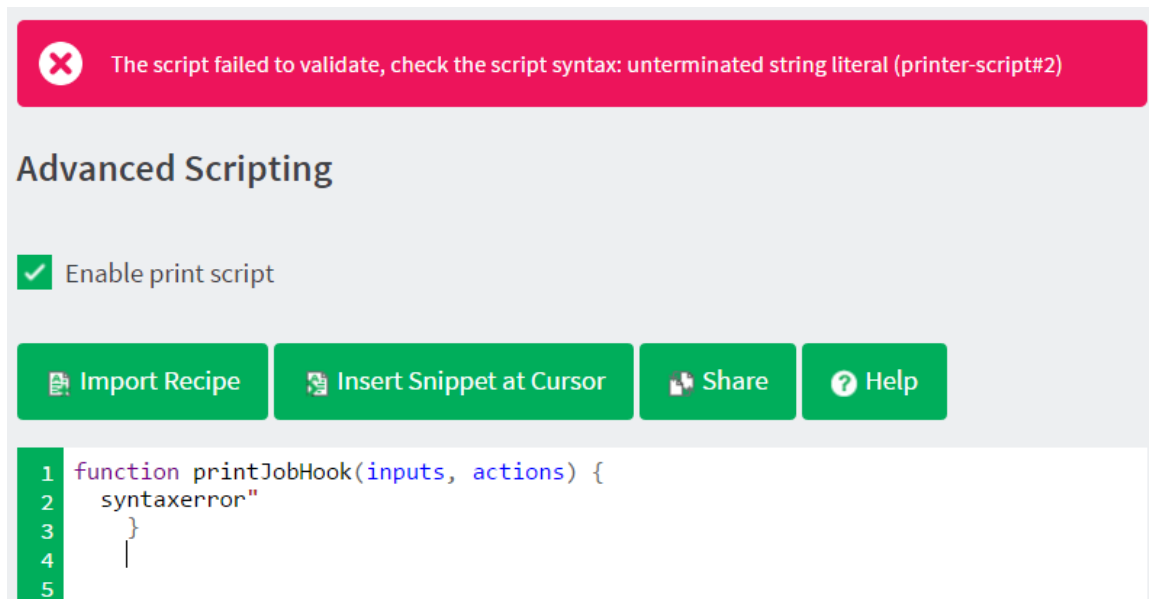 The script failed to validate, check the script syntax: unterminated string literal (printer-script#2)
Advanced Scripting
Enable print script
Import Recipe
Insert Snippet at Cursor
Share
? Help
1 function printJobHook(inputs, actions) {
2 syntaxerror"
3 }
4
5